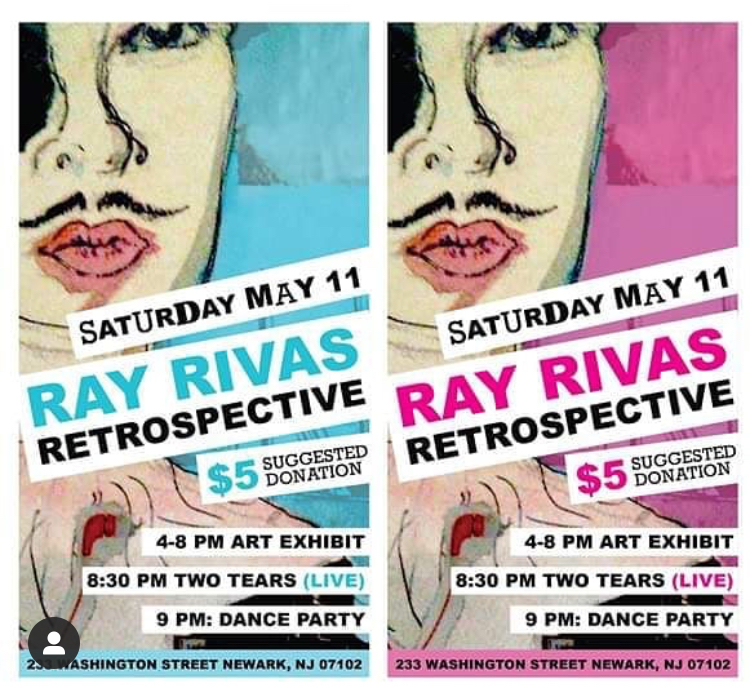 SATURDAY MAY 11
RAY RIVAS
RETROSPECTIVE
$5 SUGGESTED
DONATION
4-8 PM ART EXHIBIT
8:30 PM TWO TEARS (LIVE)
9 PM: DANCE PARTY
233 WASHINGTON STREET NEWARK, NJ 07102
SATURDAY MAY 11
RAY RIVAS
RETROSPECTIVE
$5 SUGGESTED
DONATION
4-8 PM ART EXHIBIT
8:30 PM TWO TEARS (LIVE)
9 PM: DANCE PARTY
233 WASHINGTON STREET NEWARK, NJ 07102